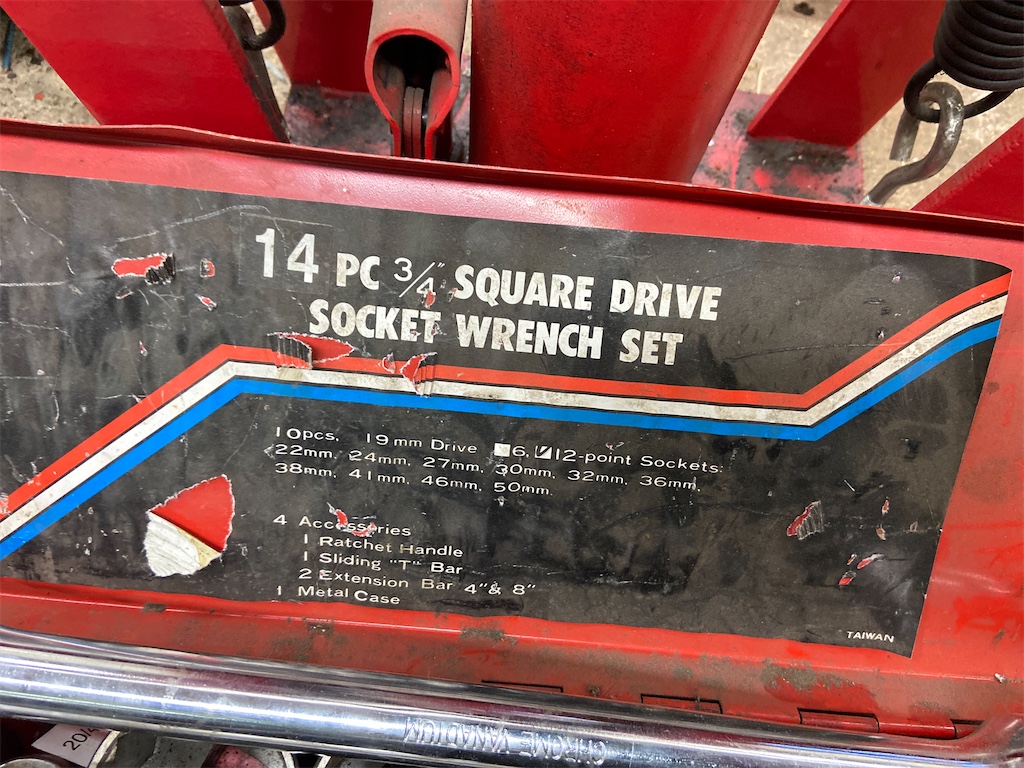 14 PC 3/4" SQUARE DRIVE
SOCKET WRENCH SET
10pcs, 19mm Drive 6, 12-point Sockets:
22mm, 24mm, 27mm, 30mm, 32mm, 36mm,
38mm, 41mm, 46mm, 50mm
4 Accessories
1 Ratchet Handle
1 Sliding "T" Bar
2 Extension Bar 4"& 8"
1 Metal Case
TAIWAN
CHROME VANADIUM